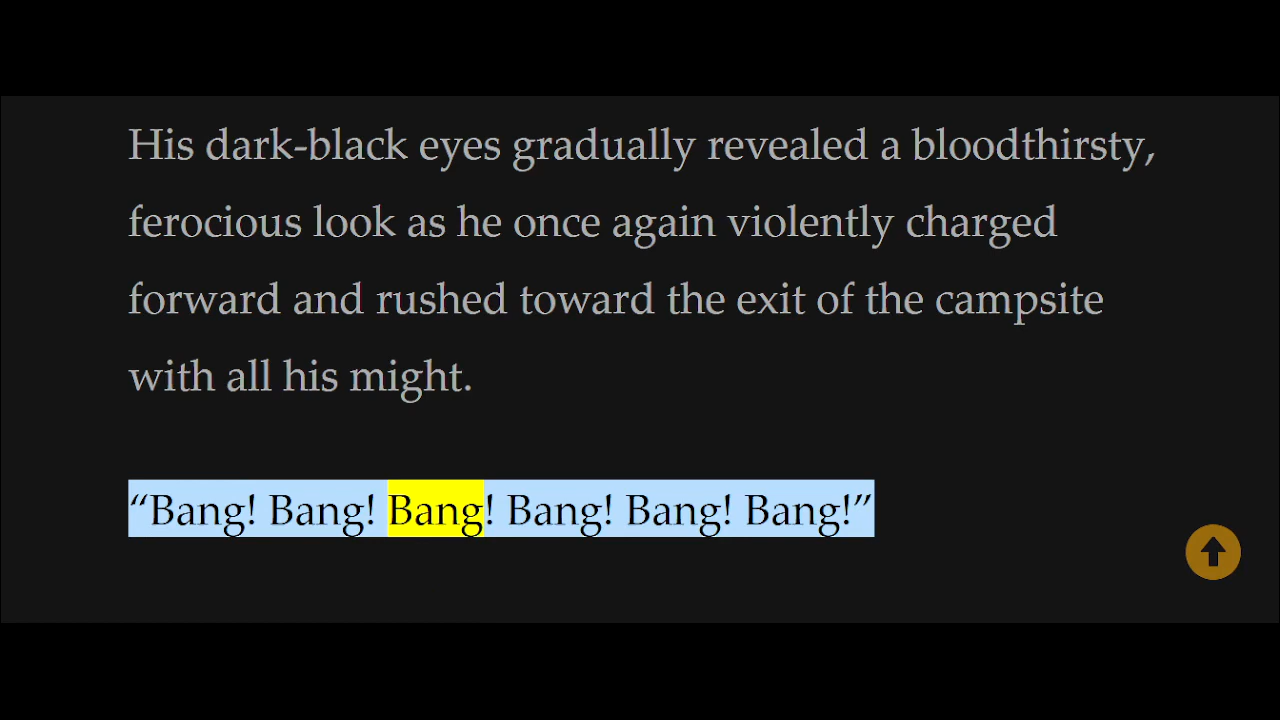 His dark-black eyes gradually revealed a bloodthirsty,
ferocious look as he once again violently charged
forward and rushed toward the exit of the campsite
with all his might.
“Bang! Bang! Bang! Bang! Bang! Bang!”